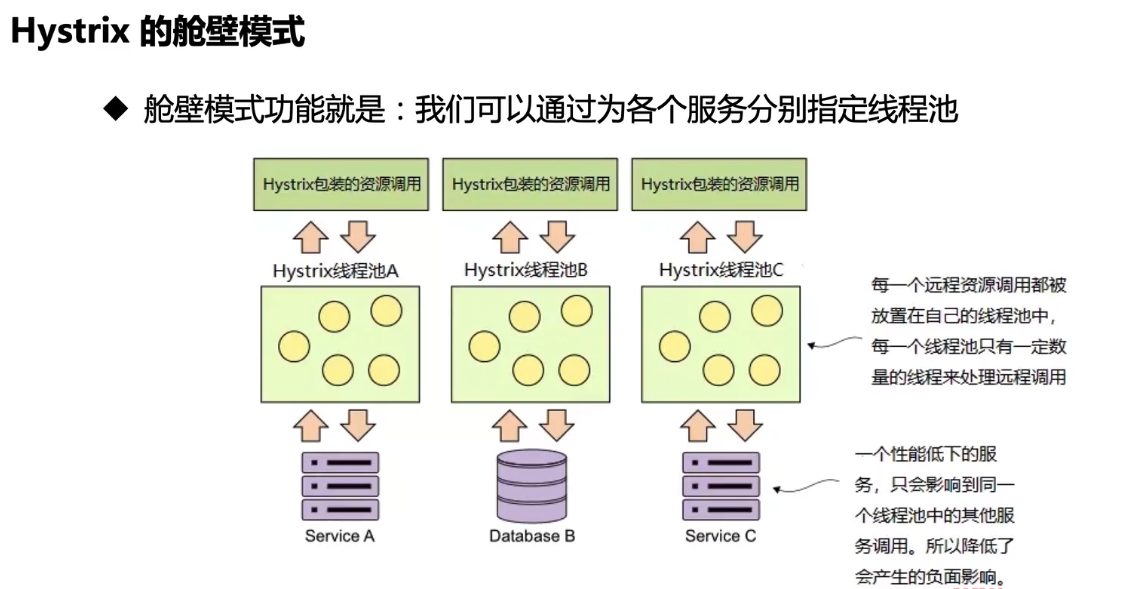 Hystrix 的舱壁模式
◆ 舱壁模式功能就是：我们可以通过为各个服务分别指定线程池
Hystrix包装的资源调用
Hystrix包装的资源调用
Hystrix包装的资源调用
Hystrix线程池A
Hystrix线程池B
Hystrix线程池C
每一个远程资源调用都被
放置在自己的线程池中，
每一个线程池只有一定数
量的线程来处理远程调用
一个性能低下的服
务，只会影响到同一
个线程池中的其他服
务调用。所以降低了
会产生的负面影响。
Service A
Database B
Service C